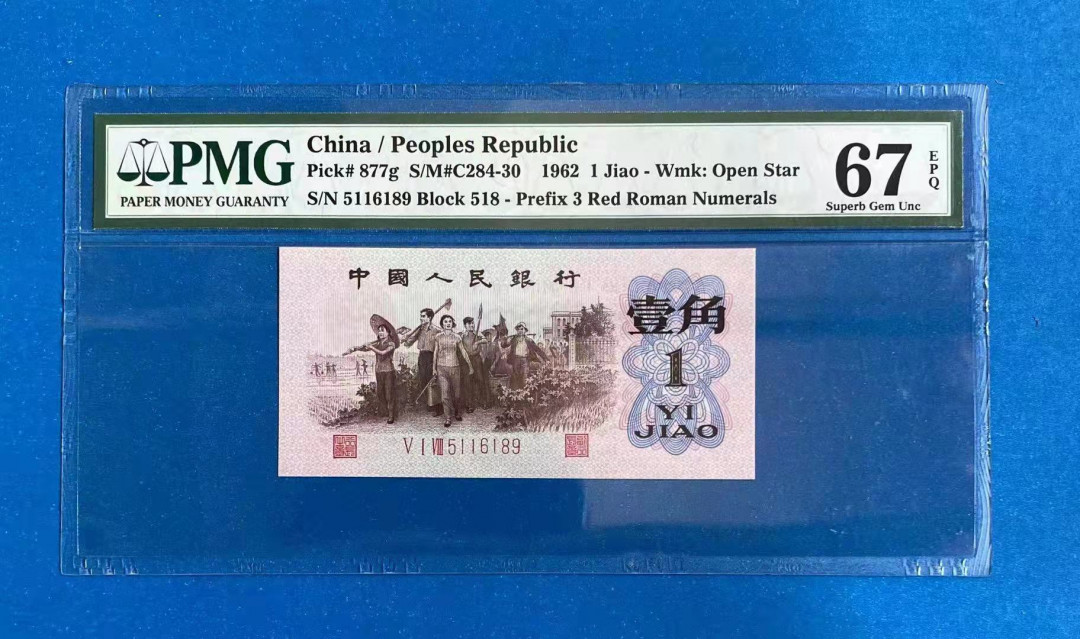 PMG
PAPER MONEY GUARANTY
China / Peoples Republic
Pick# 877g S/M#C284-30 1962 1 Jiao - Wmk: Open Star
S/N 5116189 Block 518 - Prefix 3 Red Roman Numerals
67
EPQ
Superb Gem Unc
中國人民銀行
壹角
1
YI
JIAO
V I VIII 5116189